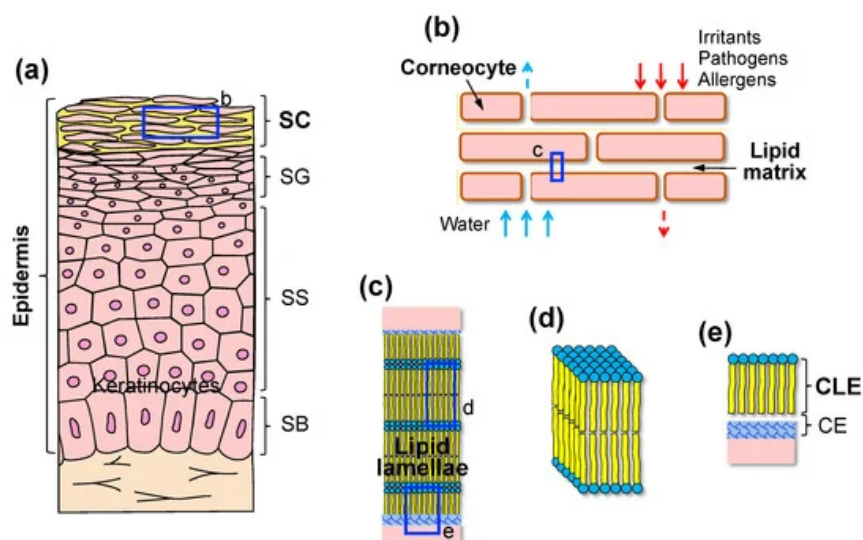 (a)
b
SC
SG
SS
Keratinocytes
SB
Epidermis
(b)
Irritants
Pathogens
Allergens
Corneocyte
c
Lipid
matrix
Water
(c)
d
Lipid
lamellae
e
(d)
(e)
CLE
CE